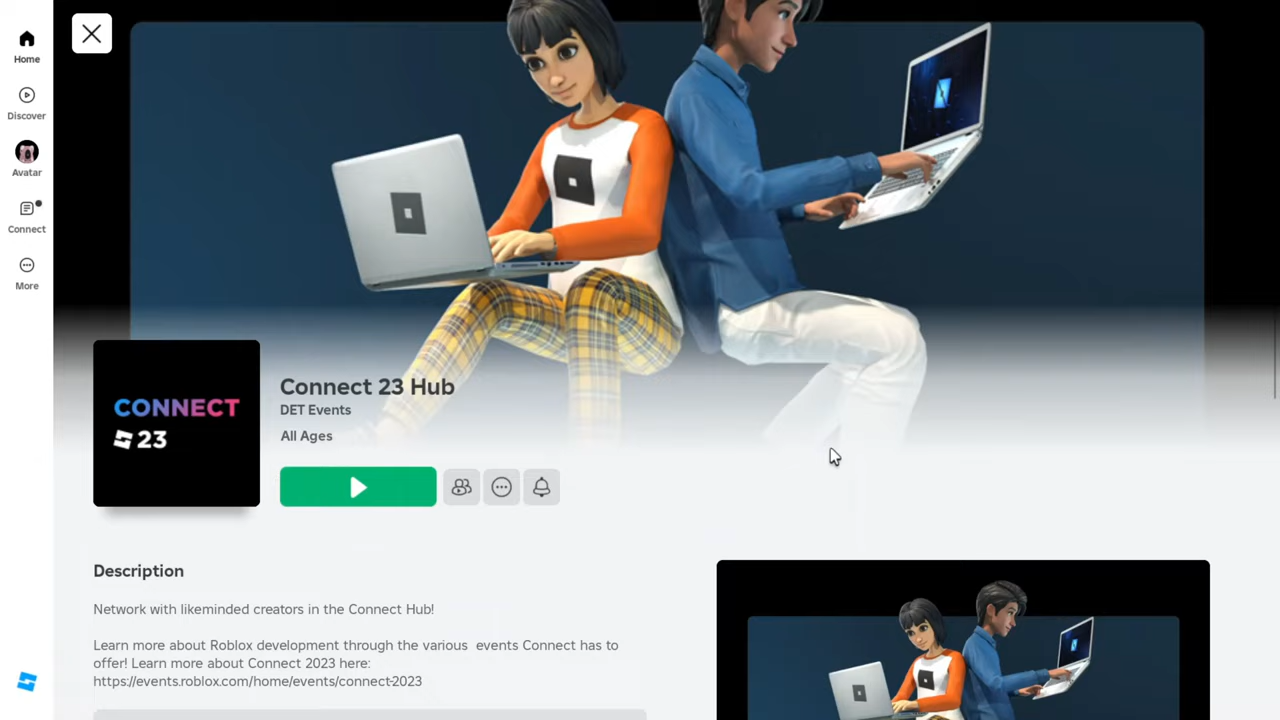 Home
Discover
Avatar
Connect
More
CONNECT
23
Connect 23 Hub
DET Events
All Ages
Description
Network with likeminded creators in the Connect Hub!
Learn more about Roblox development through the various  events Connect has to
offer! Learn more about Connect 2023 here:
https://events.roblox.com/home/events/connect-2023